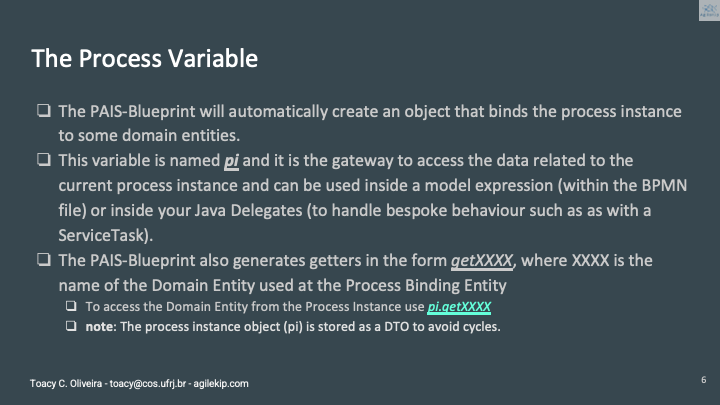 agilekip
The Process Variable
❏ The PAIS-Blueprint will automatically create an object that binds the process instance
to some domain entities.
❏ This variable is named pi and it is the gateway to access the data related to the
current process instance and can be used inside a model expression (within the BPMN
file) or inside your Java Delegates (to handle bespoke behaviour such as as with a
ServiceTask).
❏ The PAIS-Blueprint also generates getters in the form getXXXX, where XXXX is the
name of the Domain Entity used at the Process Binding Entity
❏ To access the Domain Entity from the Process Instance use pi.getXXXX
❏ note: The process instance object (pi) is stored as a DTO to avoid cycles.
Toacy C. Oliveira - toacy@cos.ufrj.br - agilekip.com
6